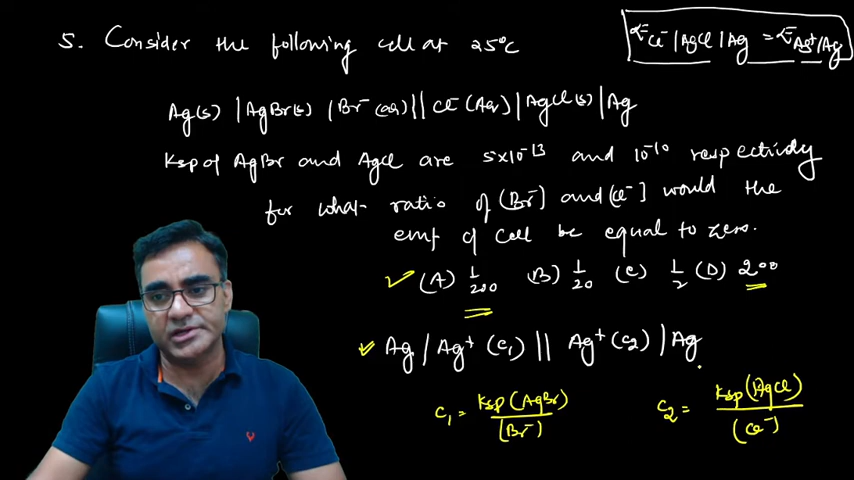 5. Consider the following cell at 25°C
E Cl⁻ | AgCl | Ag = E Ag⁺/Ag
Ag(s) | AgBr(s) | Br⁻ (aq) || Cl⁻ (Aq) | AgCl(s) | Ag
Ksp of AgBr and AgCl are 5×10⁻¹³ and 10⁻¹⁰ respectively
for what ratio of (Br⁻] and [Cl⁻] would the
emf of cell be equal to zero.
✓ (A) 1/200 (B) 1/20 (C) 1/2 (D) 200
✓ Ag | Ag⁺ (C₁) || Ag⁺ (C₂) | Ag
C₁ = Ksp (AgBr) / (Br⁻) C₂ = Ksp (AgCl) / (Cl⁻)